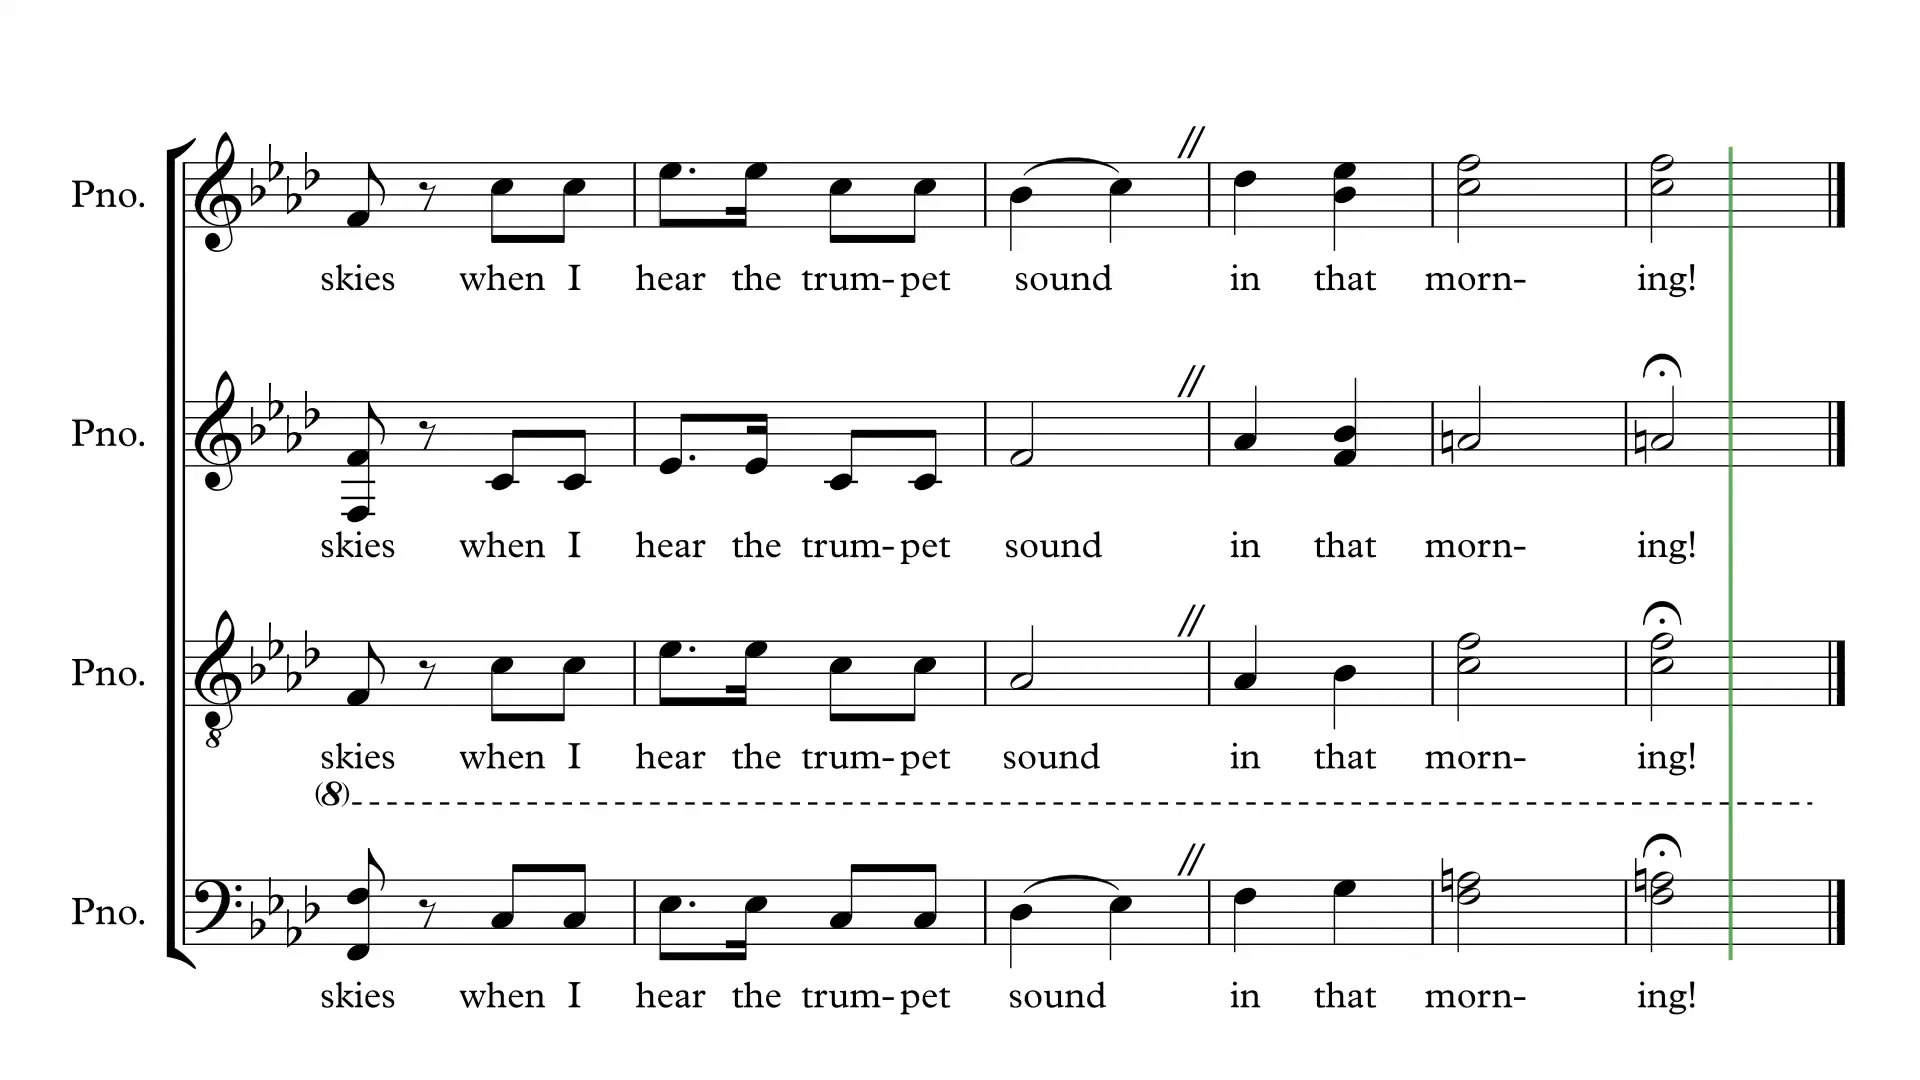 Pno.
skies when I hear the trum- pet sound in that morn- ing!
Pno.
skies when I hear the trum- pet sound in that morn- ing!
Pno.
8
skies when I hear the trum- pet sound in that morn- ing!
(8)
Pno.
skies when I hear the trum- pet sound in that morn- ing!